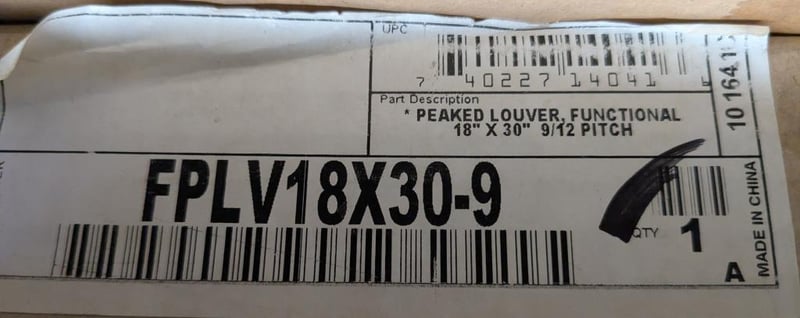 UPC
7 40227 14041
Part Description
* PEAKED LOUVER, FUNCTIONAL
18" X 30" 9/12 PITCH
FPLV18X30-9
QTY 1
A
MADE IN CHINA